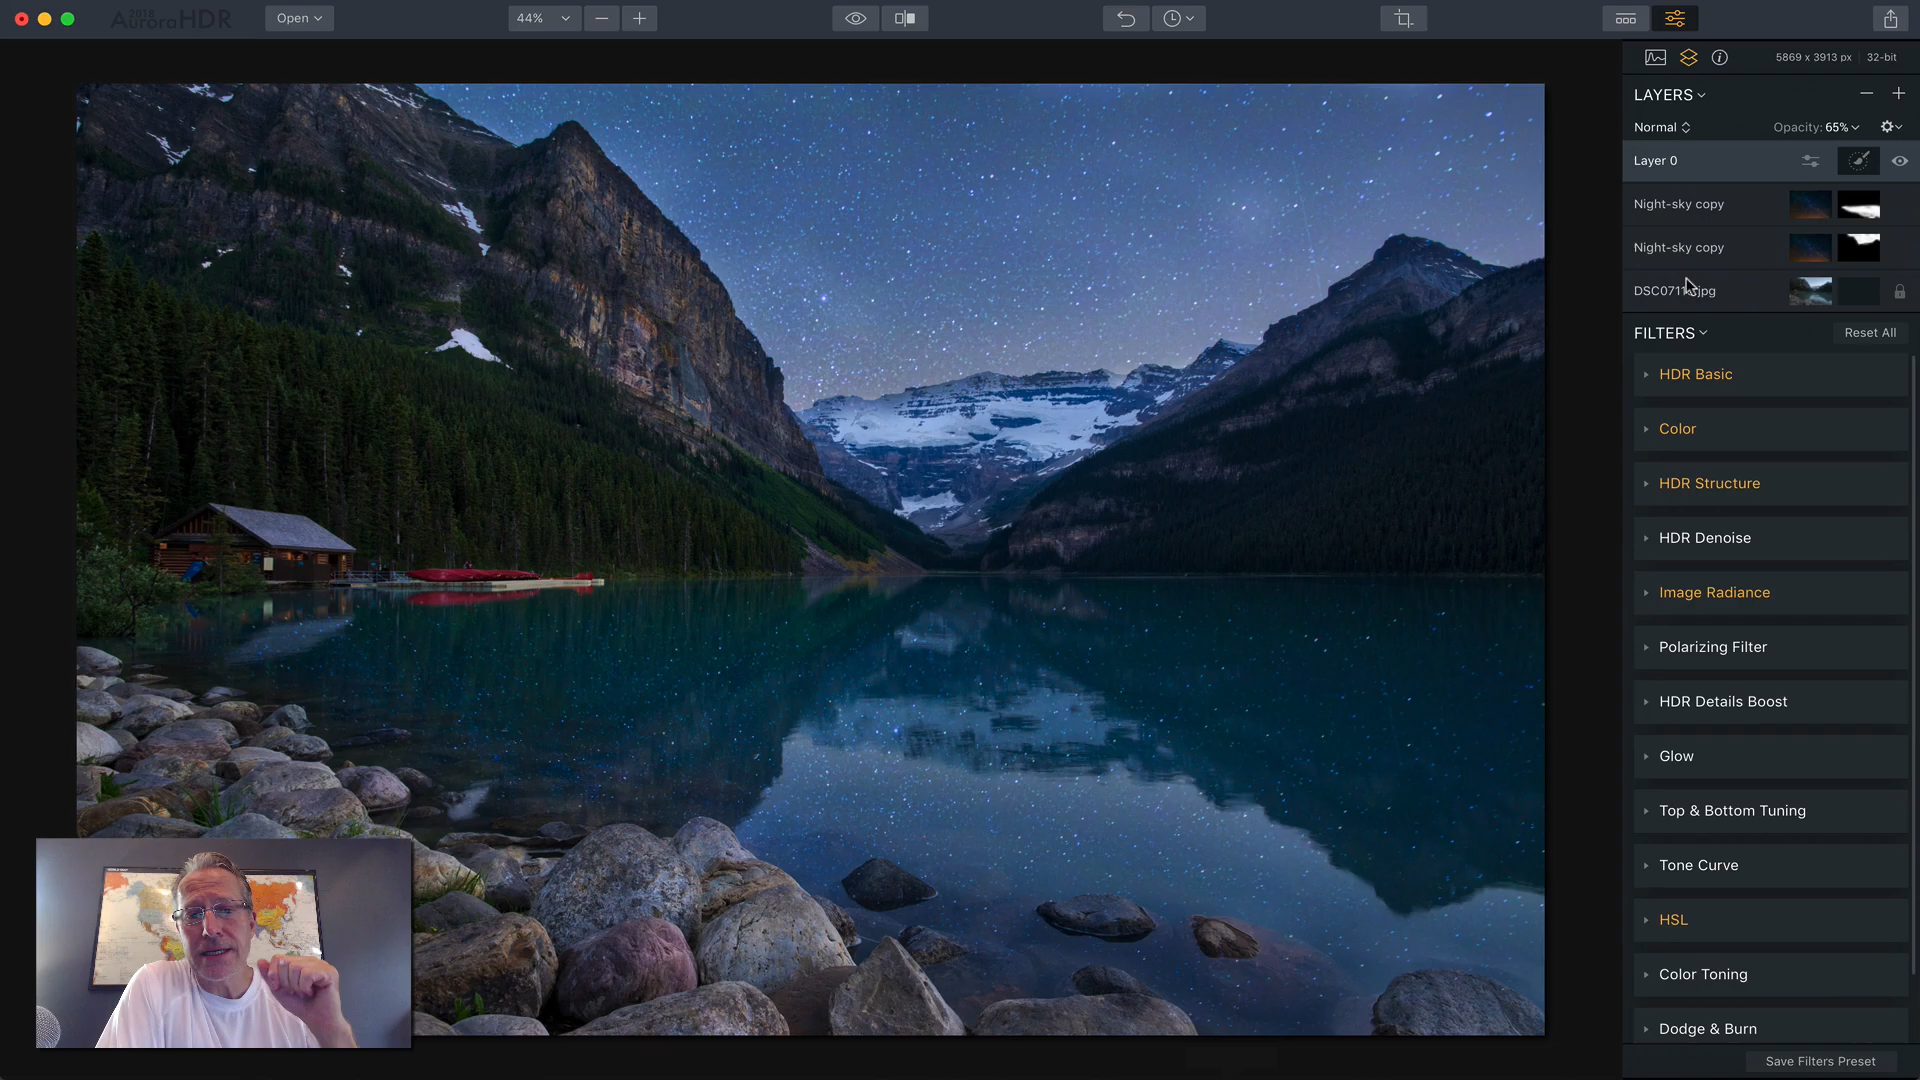 2018
AuroraHDR
Open
44%
5869 x 3913 px
32-bit
LAYERS
Normal
Opacity: 65%
Layer 0
Night-sky copy
Night-sky copy
FILTERS
Reset All
HDR Basic
Color
HDR Structure
HDR Denoise
Image Radiance
Polarizing Filter
HDR Details Boost
Glow
Top & Bottom Tuning
Tone Curve
HSL
Color Toning
Dodge & Burn
Save Filters Preset